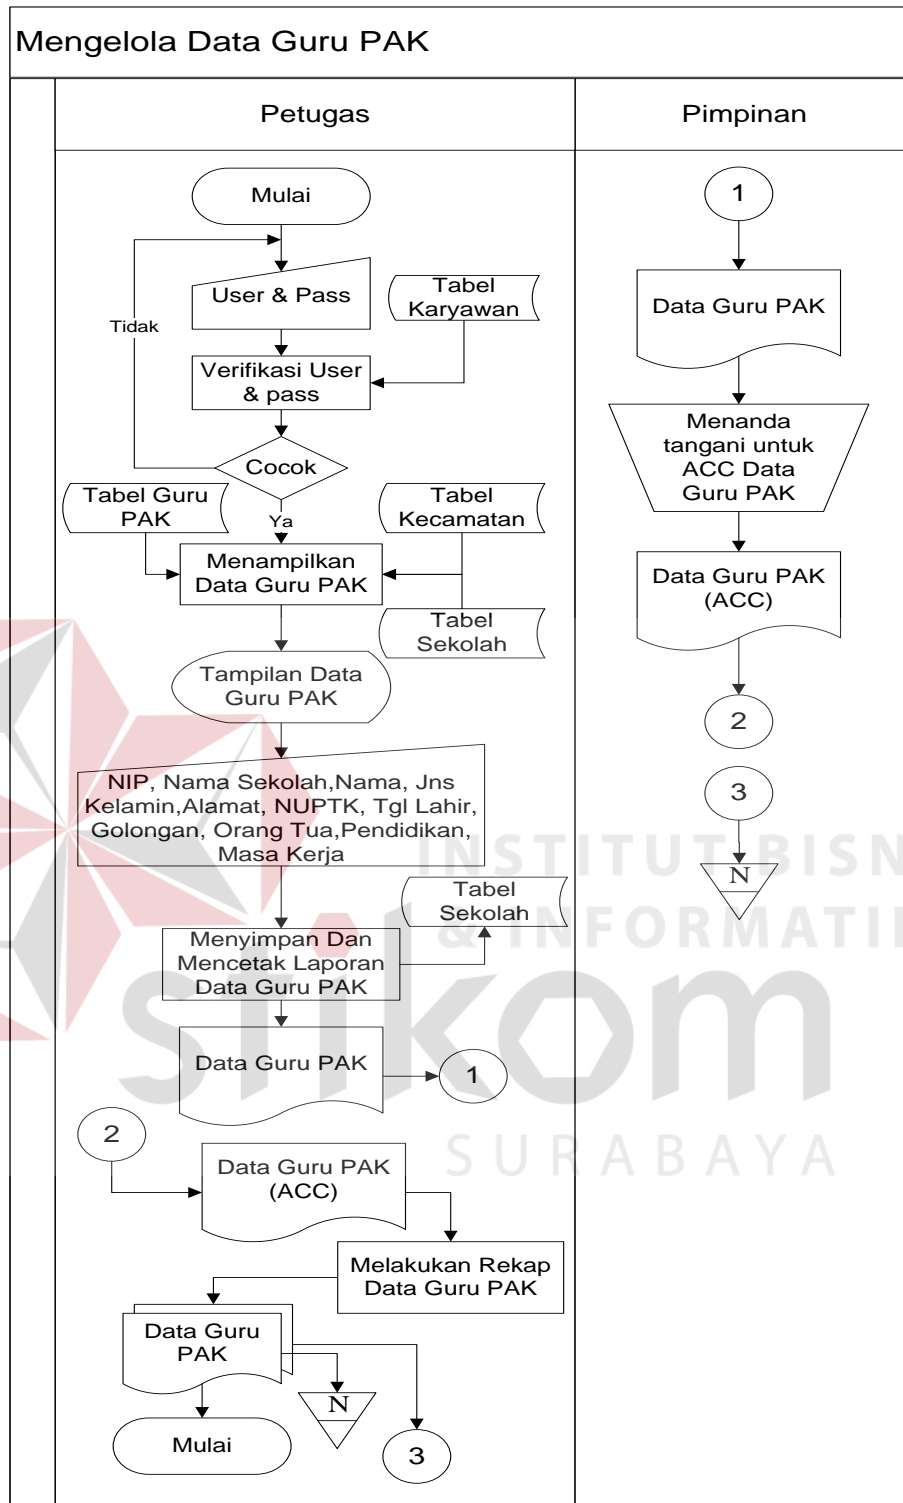 Mengelola Data Guru PAK
Petugas
Mulai
User & Pass
Tabel
Karyawan
Tidak
Verifikasi User
& pass
Cocok
Tabel Guru
PAK
Ya
Tabel
Kecamatan
Menampilkan
Data Guru PAK
Tabel
Sekolah
Tampilan Data
Guru PAK
NIP, Nama Sekolah,Nama, Jns
Kelamin,Alamat, NUPTK, Tgl Lahir,
Golongan, Orang Tua,Pendidikan,
Masa Kerja
Tabel
Sekolah
Menyimpan Dan
Mencetak Laporan
Data Guru PAK
Data Guru PAK
1
2
Data Guru PAK
(ACC)
Melakukan Rekap
Data Guru PAK
Data Guru
PAK
N
Mulai
3
Pimpinan
1
Data Guru PAK
Menanda
tangani untuk
ACC Data
Guru PAK
Data Guru PAK
(ACC)
2
3
N
INSTITUT BISN
& INFORMATI
stikom
SURABAYA